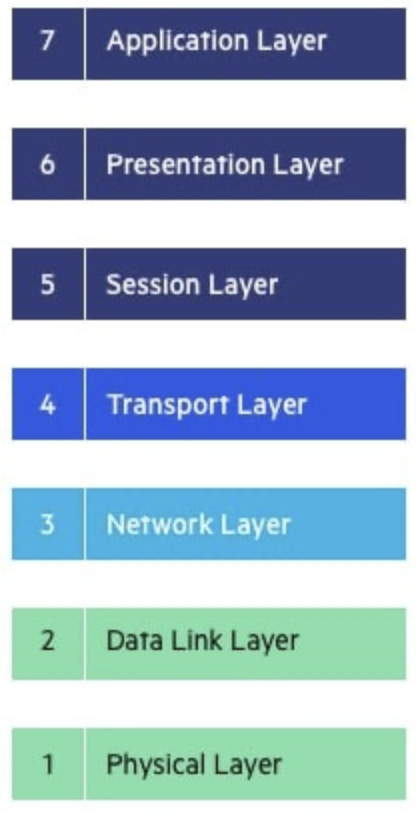 7 Application Layer
6 Presentation Layer
5 Session Layer
4 Transport Layer
3 Network Layer
2 Data Link Layer
1 Physical Layer